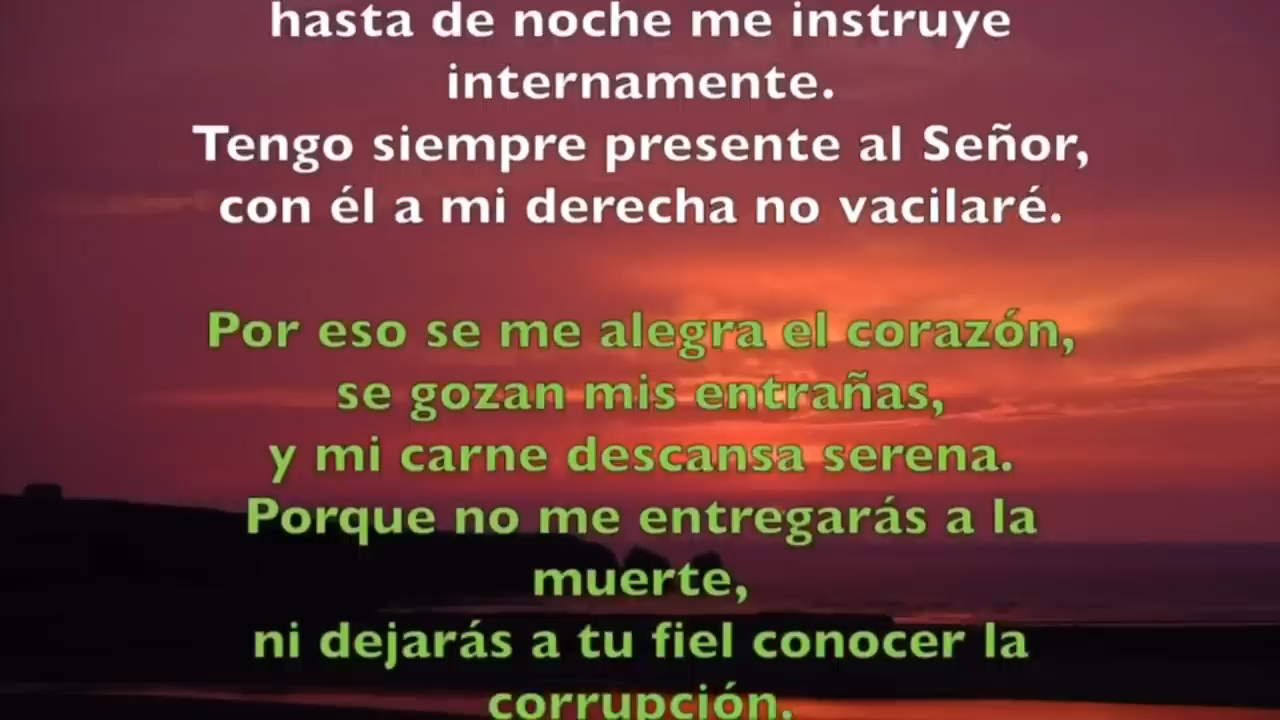 hasta de noche me instruye
internamente.
Tengo siempre presente al Señor,
con él a mi derecha no vacilaré.
Por eso se me alegra el corazón,
se gozan mis entrañas,
y mi carne descansa serena.
Porque no me entregarás a la
muerte,
ni dejarás a tu fiel conocer la
corrupción.